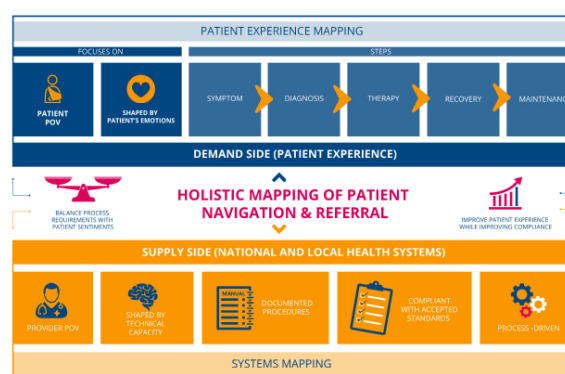 PATIENT EXPERIENCE MAPPING
FOCUSES ON
STEPS
PATIENT
POV
SHAPED BY
PATIENT'S EMOTIONS
SYMPTOM
DIAGNOSIS
THERAPY
RECOVERY
MAINTENANC
DEMAND SIDE (PATIENT EXPERIENCE)
BALANCE PROCESS
REQUIREMENTS WITH
PATIENT SENTIMENTS
HOLISTIC MAPPING OF PATIENT
NAVIGATION & REFERRAL
IMPROVE PATIENT EXPERIENCE
WHILE IMPROVING COMPLIANCE
SUPPLY SIDE (NATIONAL AND LOCAL HEALTH SYSTEMS)
PROVIDER POV
SHAPED BY
TECHNICAL
CAPACITY
MANUAL
DOCUMENTED
PROCEDURES
COMPLIANT
WITH ACCEPTED
STANDARDS
PROCESS -DRIVEN
SYSTEMS MAPPING